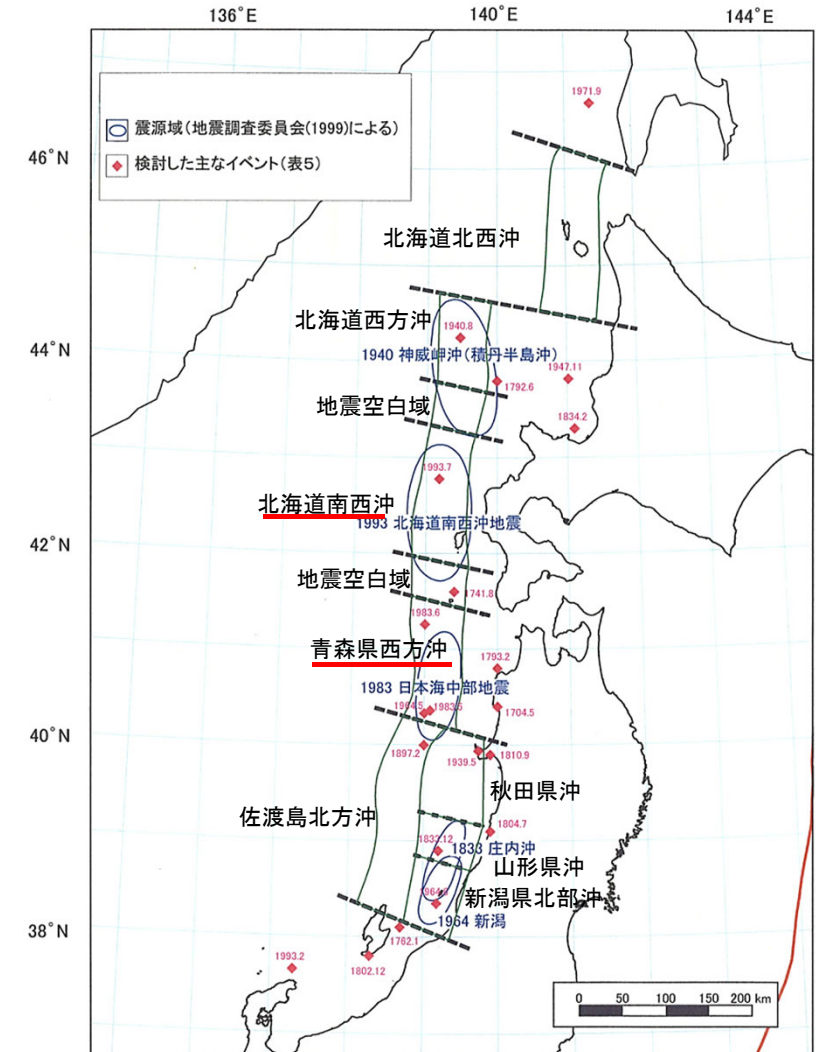 136°E
140°E
144°E
震源域(地震調査委員会(1999)による)
検討した主なイベント(表5)
1971.9
46°N
北海道北西沖
北海道西方沖
1940.8
44°N
1940 神威岬沖(積丹半島沖)
1947.11
1792.6
地震空白域
1834.2
1993.7
北海道南西沖
1993 北海道南西沖地震
42°N
地震空白域
1741.8
1983.6
青森県西方沖
1793.2
1983 日本海中部地震
1964.5
1983.5
1704.5
40°N
1897.2
1939.5
1810.9
秋田県沖
佐渡島北方沖
1804.7
1833.12
1833 庄内沖
山形県沖
新潟県北部沖
1964.6
1964 新潟
38°N
1762.1
1993.2
1802.12
0 50 100 150 200 km